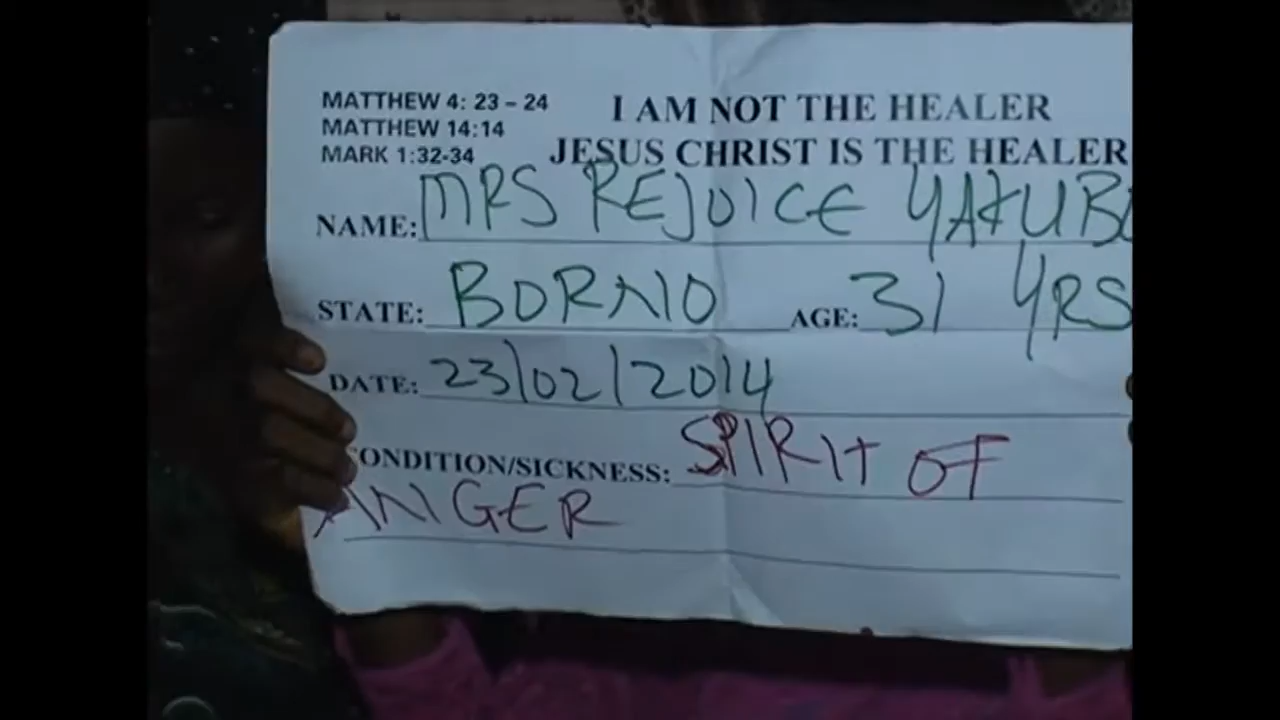 MATTHEW 4: 23 - 24
MATTHEW 14:14
MARK 1:32-34
I AM NOT THE HEALER
JESUS CHRIST IS THE HEALER
NAME: MRS REJOICE YAKUBU
STATE: BORNO AGE: 31 YRS
DATE: 23/02/2014
CONDITION/SICKNESS: SPIRIT OF
ANGER